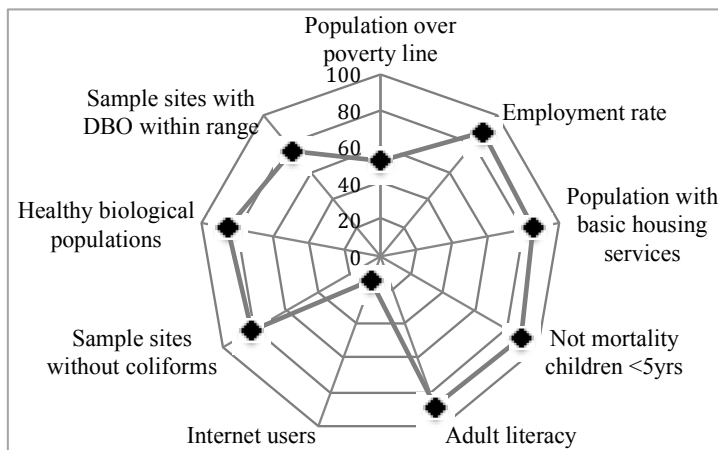 Population over
poverty line
100
80
60
40
20
0
Employment rate
Population with
basic housing
services
Not mortality
children <5yrs
Adult literacy
Internet users
Sample sites
without coliforms
Healthy biological
populations
Sample sites with
DBO within range